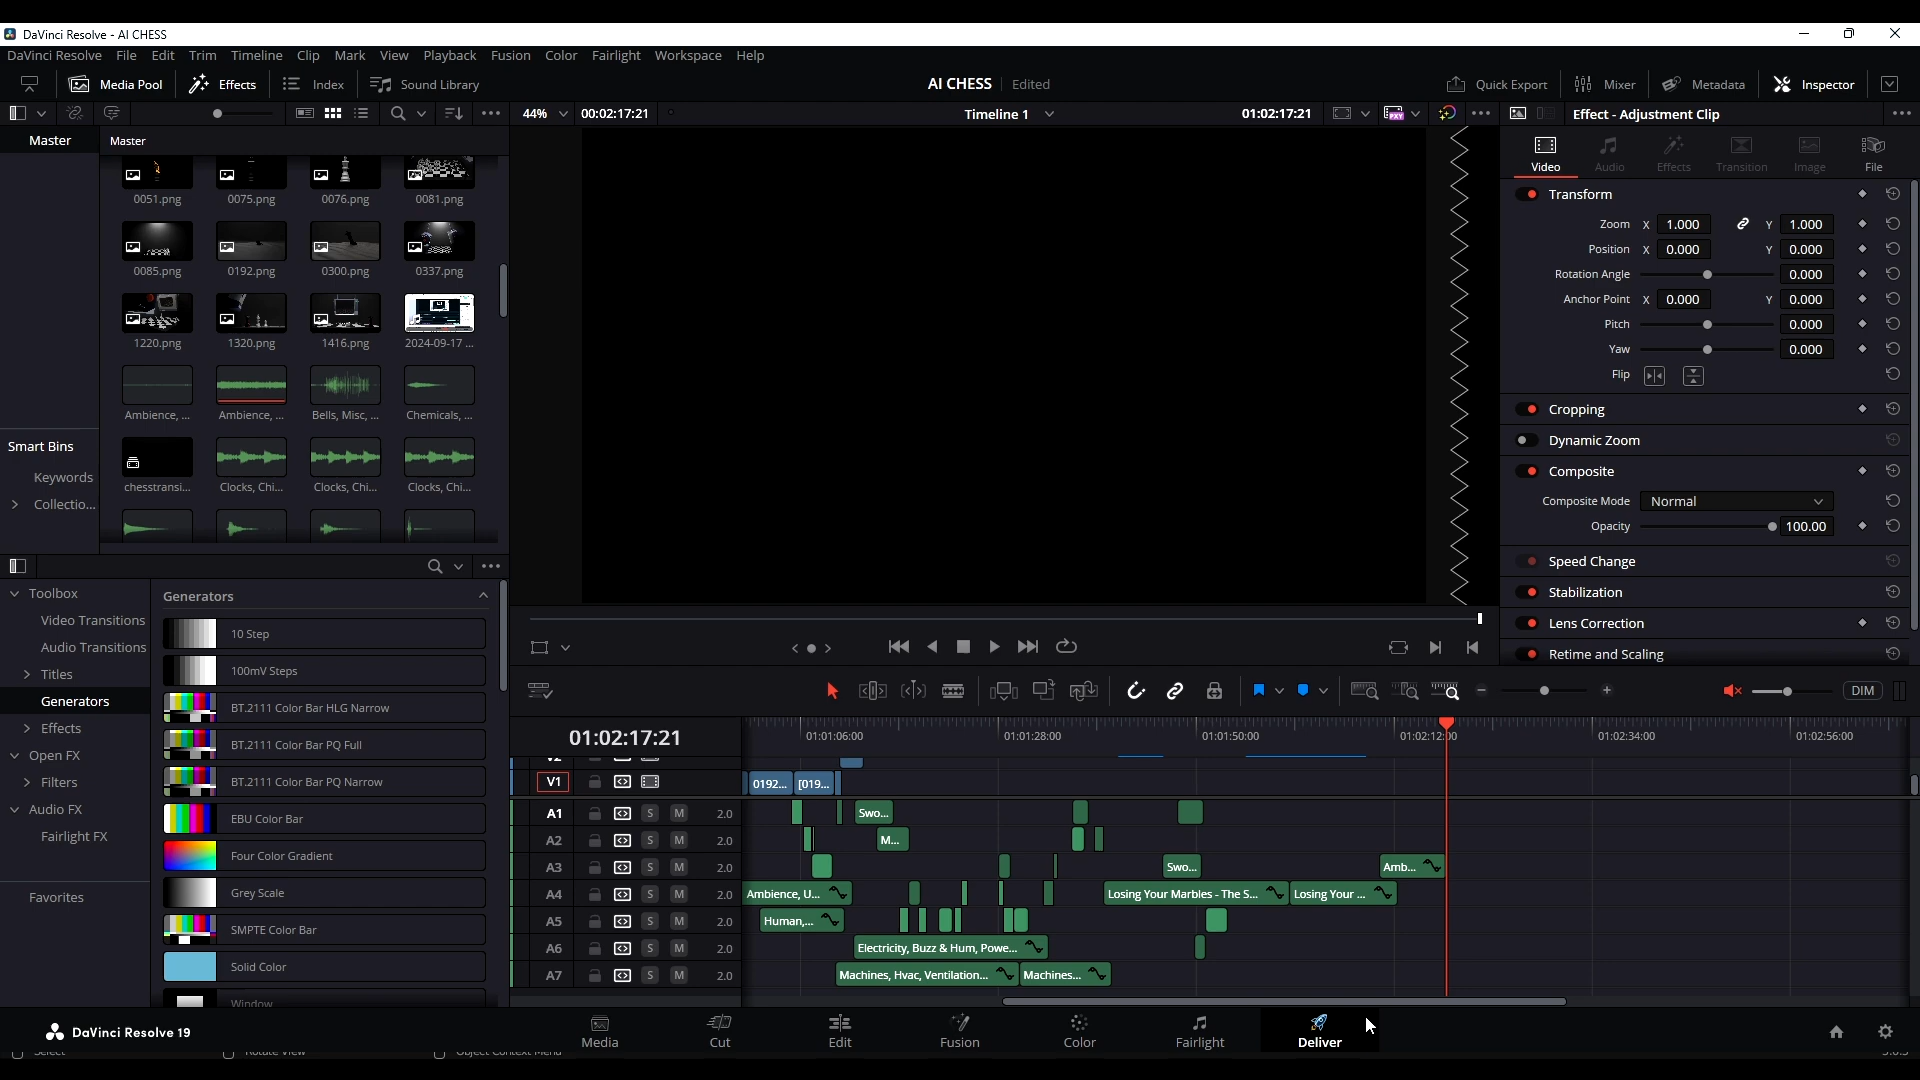 DaVinci Resolve - AI CHESS
DaVinci Resolve File Edit Trim Timeline Clip Mark View Playback Fusion Color Fairlight Workspace Help
Media Pool Effects Index Sound Library AI CHESS Edited Quick Export Mixer Metadata Inspector
44% 00:02:17:21 Timeline 1 01:02:17:21 PXY Effect - Adjustment Clip
Master Master
Video Audio Effects Transition Image File
0051.png 0075.png 0076.png 0081.png
0085.png 0192.png 0300.png 0337.png
1220.png 1320.png 1416.png 2024-09-17 ...
Ambience, ... Ambience, ... Bells, Misc, ... Chemicals, ...
chesstransi... Clocks, Chi... Clocks, Chi... Clocks, Chi...
Smart Bins
Keywords
Collectio...
Transform
Zoom X 1.000 Y 1.000
Position X 0.000 Y 0.000
Rotation Angle 0.000
Anchor Point X 0.000 Y 0.000
Pitch 0.000
Yaw 0.000
Flip
Cropping
Dynamic Zoom
Composite
Composite Mode Normal
Opacity 100.00
Speed Change
Stabilization
Lens Correction
Retime and Scaling
Toolbox
Video Transitions
Audio Transitions
Titles
Generators
Effects
Open FX
Filters
Audio FX
Fairlight FX
Favorites
Generators
10 Step
100mV Steps
BT.2111 Color Bar HLG Narrow
BT.2111 Color Bar PQ Full
BT.2111 Color Bar PQ Narrow
EBU Color Bar
Four Color Gradient
Grey Scale
SMPTE Color Bar
Solid Color
Window
DIM
01:02:17:21 01:01:06:00 01:01:28:00 01:01:50:00 01:02:12:00 01:02:34:00 01:02:56:00
V2
V1 0192... [019...
A1 S M 2.0 Swo...
A2 S M 2.0 M...
A3 S M 2.0 Swo... Amb...
A4 S M 2.0 Ambience, U... Losing Your Marbles - The S... Losing Your ...
A5 S M 2.0 Human,...
A6 S M 2.0 Electricity, Buzz & Hum, Powe...
A7 S M 2.0 Machines, Hvac, Ventilation... Machines...
DaVinci Resolve 19 Media Cut Edit Fusion Color Fairlight Deliver
Select Rotate View Object Context Menu